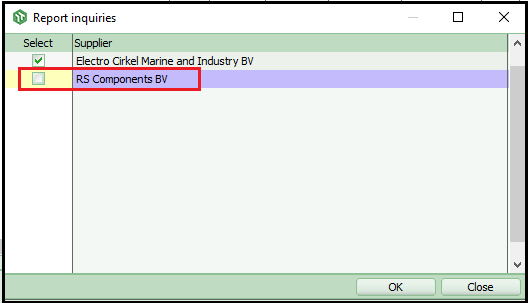 Report inquiries
Select Supplier
Electro Cirkel Marine and Industry BV
RS Components BV
OK Close